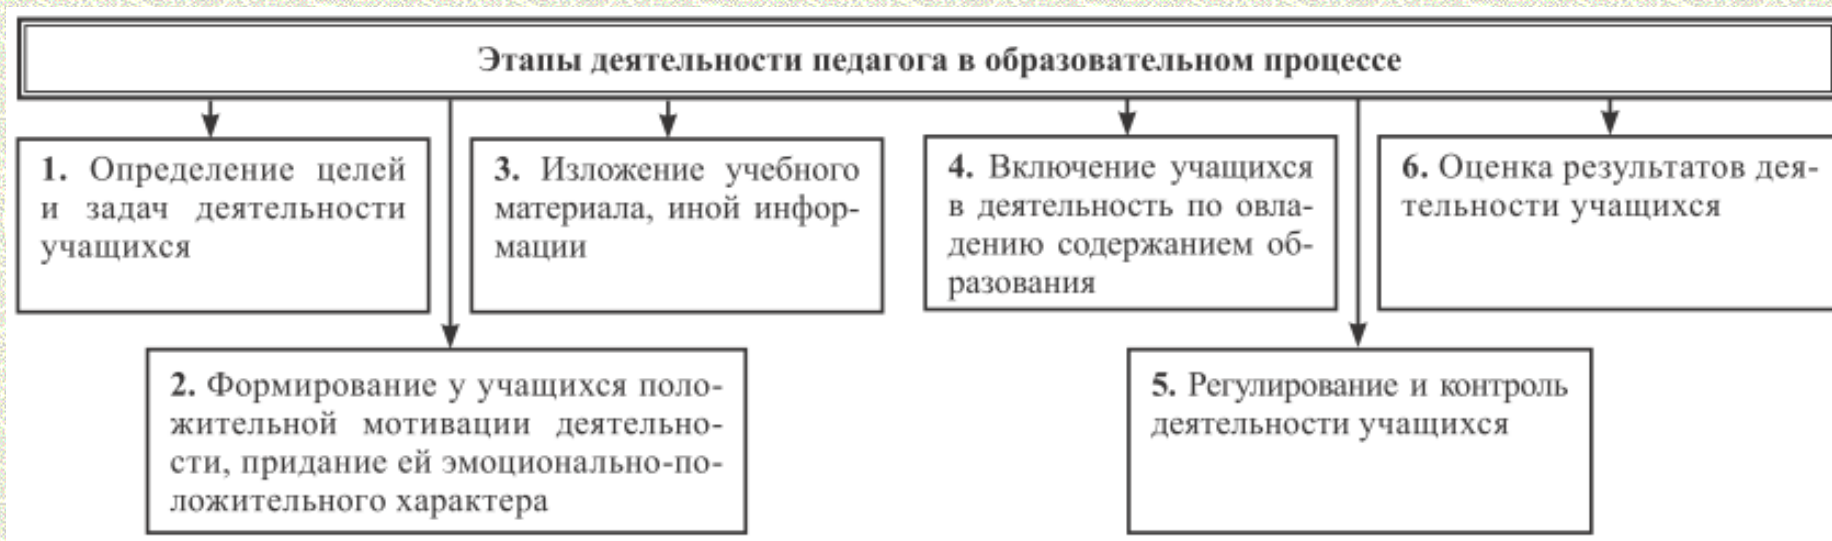 Этапы деятельности педагога в образовательном процессе
1. Определение целей
и задач деятельности
учащихся
2. Формирование у учащихся поло-
жительной мотивации деятельно-
сти, придание ей эмоционально-по-
ложительного характера
3. Изложение учебного
материала, иной инфор-
мации
4. Включение учащихся
в деятельность по овла-
дению содержанием об-
разования
5. Регулирование и контроль
деятельности учащихся
6. Оценка результатов дея-
тельности учащихся